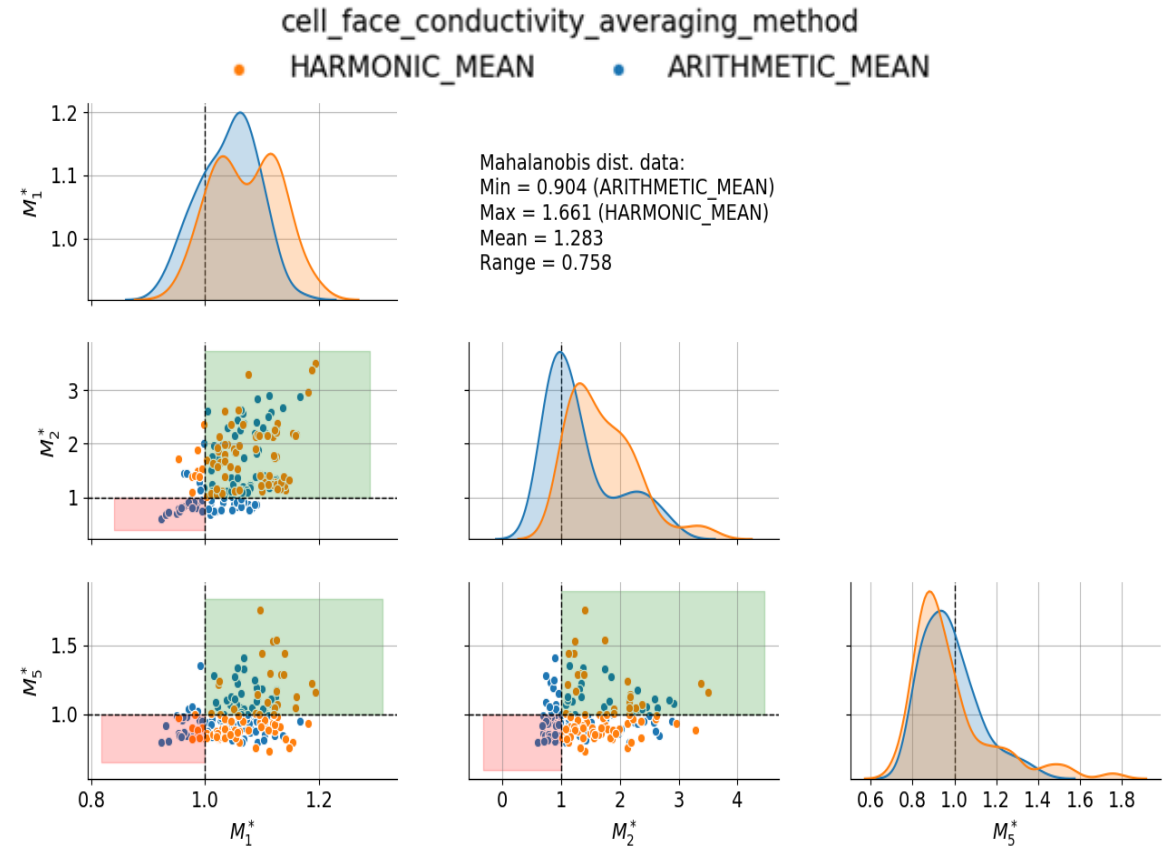 cell_face_conductivity_averaging_method
HARMONIC_MEAN ARITHMETIC_MEAN
1.2
1.1
1.0
M₁*
Mahalanobis dist. data:
Min = 0.904 (ARITHMETIC_MEAN)
Max = 1.661 (HARMONIC_MEAN)
Mean = 1.283
Range = 0.758
3
2
1
M₂*
1.5
1.0
M₅*
0.8 1.0 1.2
M₁*
0 1 2 3 4
M₂*
0.6 0.8 1.0 1.2 1.4 1.6 1.8
M₅*